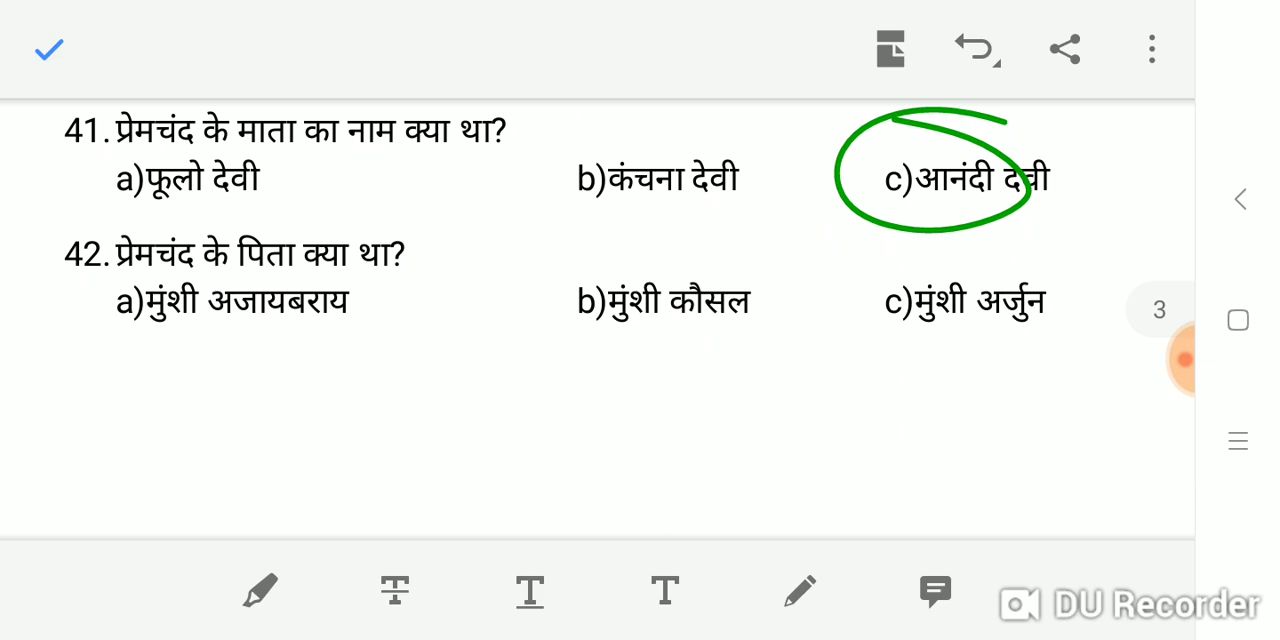 41. प्रेमचंद के माता का नाम क्या था?
a)फूलो देवी b)कंचना देवी c)आनंदी देवी
42. प्रेमचंद के पिता क्या था?
a)मुंशी अजायबराय b)मुंशी कौसल c)मुंशी अर्जुन
3
T T T
DU Recorder